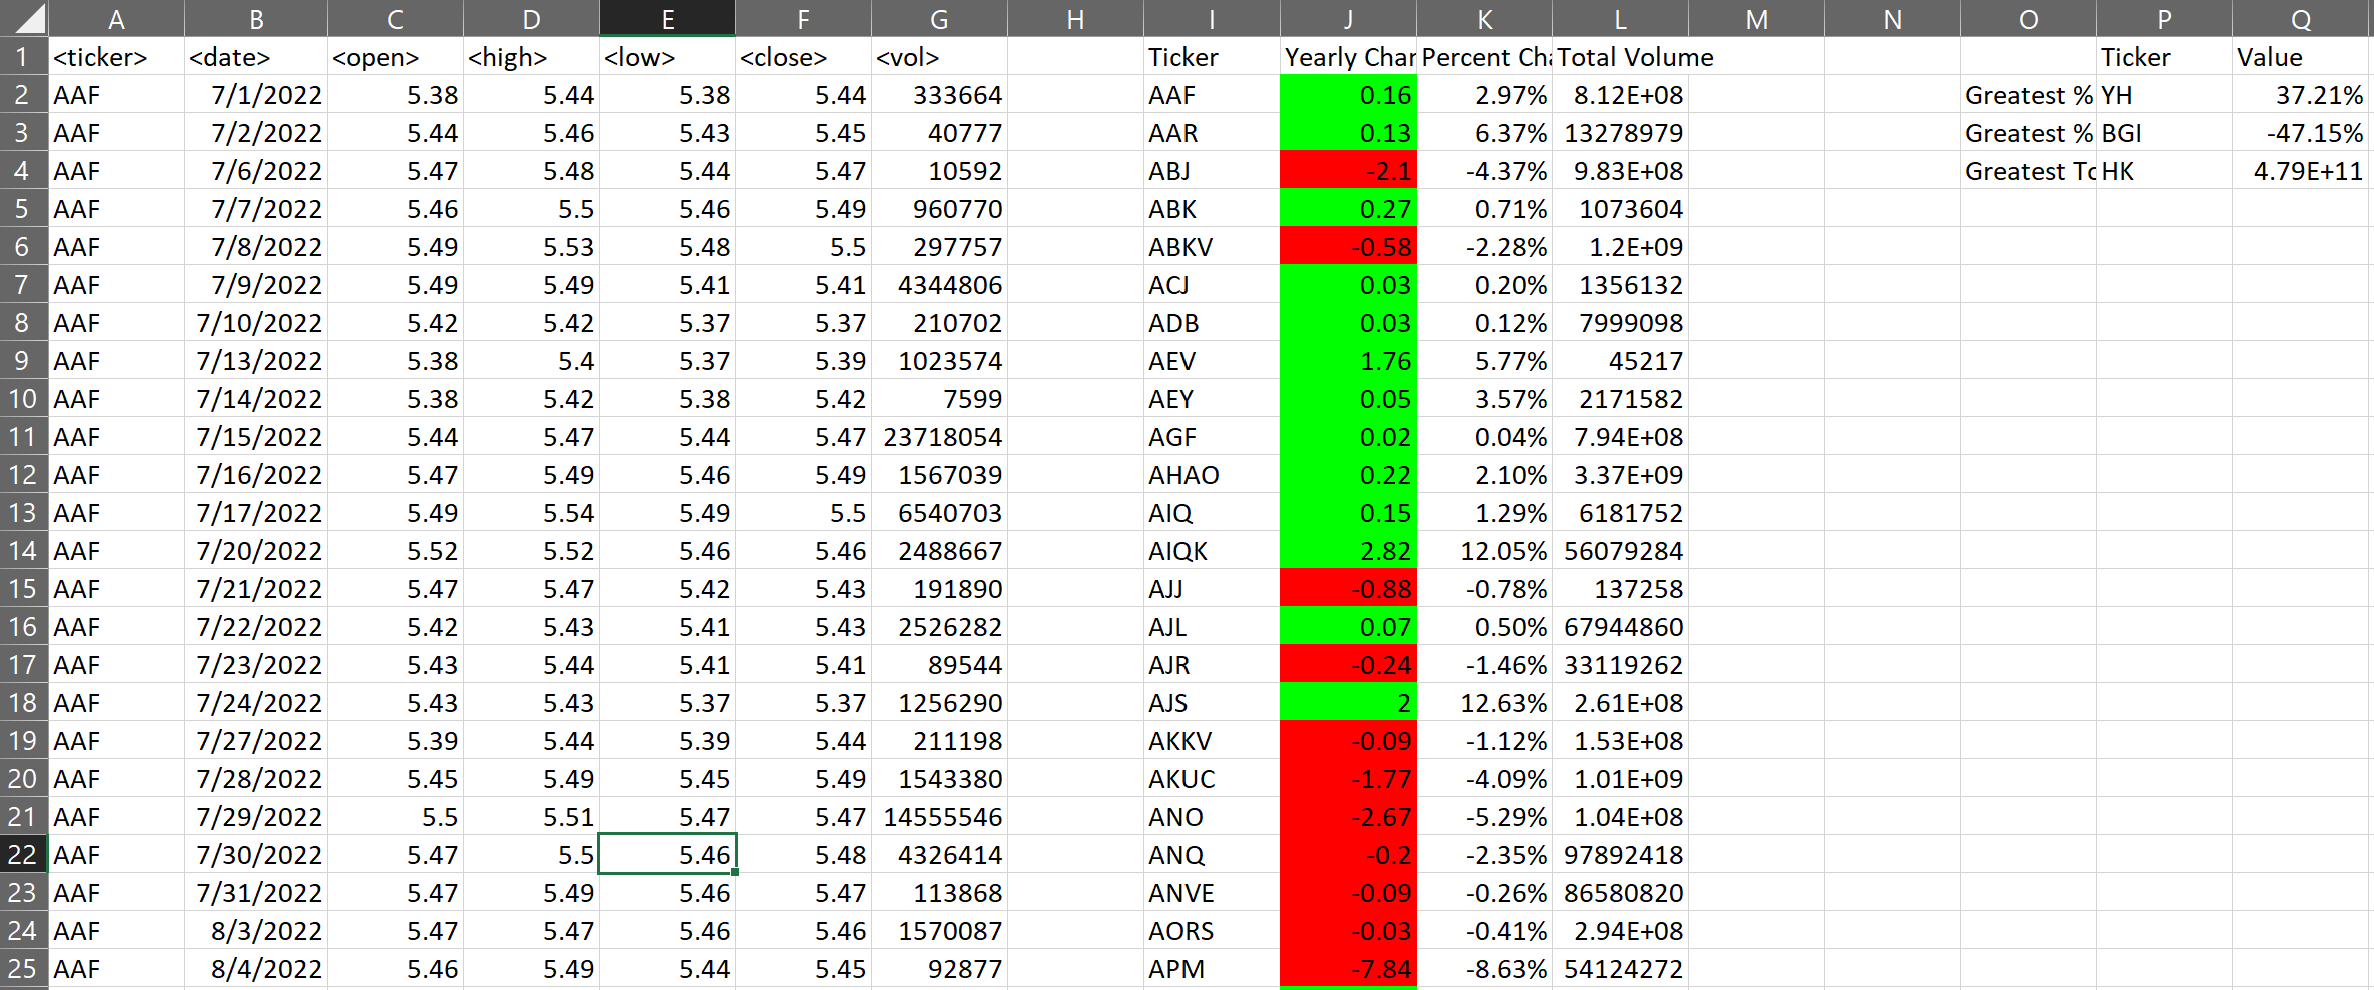 A B C D E F G H I J K L M N O P Q
1 <ticker> <date> <open> <high> <low> <close> <vol> Ticker Yearly Char Percent Cha Total Volume Ticker Value
2 AAF 7/1/2022 5.38 5.44 5.38 5.44 333664 AAF 0.16 2.97% 8.12E+08 Greatest % YH 37.21%
3 AAF 7/2/2022 5.44 5.46 5.43 5.45 40777 AAR 0.13 6.37% 13278979 Greatest % BGI -47.15%
4 AAF 7/6/2022 5.47 5.48 5.44 5.47 10592 ABJ -2.1 -4.37% 9.83E+08 Greatest To HK 4.79E+11
5 AAF 7/7/2022 5.46 5.5 5.46 5.49 960770 ABK 0.27 0.71% 1073604
6 AAF 7/8/2022 5.49 5.53 5.48 5.5 297757 ABKV -0.58 -2.28% 1.2E+09
7 AAF 7/9/2022 5.49 5.49 5.41 5.41 4344806 ACJ 0.03 0.20% 1356132
8 AAF 7/10/2022 5.42 5.42 5.37 5.37 210702 ADB 0.03 0.12% 7999098
9 AAF 7/13/2022 5.38 5.4 5.37 5.39 1023574 AEV 1.76 5.77% 45217
10 AAF 7/14/2022 5.38 5.42 5.38 5.42 7599 AEY 0.05 3.57% 2171582
11 AAF 7/15/2022 5.44 5.47 5.44 5.47 23718054 AGF 0.02 0.04% 7.94E+08
12 AAF 7/16/2022 5.47 5.49 5.46 5.49 1567039 AHAO 0.22 2.10% 3.37E+09
13 AAF 7/17/2022 5.49 5.54 5.49 5.5 6540703 AIQ 0.15 1.29% 6181752
14 AAF 7/20/2022 5.52 5.52 5.46 5.46 2488667 AIQK 2.82 12.05% 56079284
15 AAF 7/21/2022 5.47 5.47 5.42 5.43 191890 AJJ -0.88 -0.78% 137258
16 AAF 7/22/2022 5.42 5.43 5.41 5.43 2526282 AJL 0.07 0.50% 67944860
17 AAF 7/23/2022 5.43 5.44 5.41 5.41 89544 AJR -0.24 -1.46% 33119262
18 AAF 7/24/2022 5.43 5.43 5.37 5.37 1256290 AJS 2 12.63% 2.61E+08
19 AAF 7/27/2022 5.39 5.44 5.39 5.44 211198 AKKV -0.09 -1.12% 1.53E+08
20 AAF 7/28/2022 5.45 5.49 5.45 5.49 1543380 AKUC -1.77 -4.09% 1.01E+09
21 AAF 7/29/2022 5.5 5.51 5.47 5.47 14555546 ANO -2.67 -5.29% 1.04E+08
22 AAF 7/30/2022 5.47 5.5 5.46 5.48 4326414 ANQ -0.2 -2.35% 97892418
23 AAF 7/31/2022 5.47 5.49 5.46 5.47 113868 ANVE -0.09 -0.26% 86580820
24 AAF 8/3/2022 5.47 5.47 5.46 5.46 1570087 AORS -0.03 -0.41% 2.94E+08
25 AAF 8/4/2022 5.46 5.49 5.44 5.45 92877 APM -7.84 -8.63% 54124272